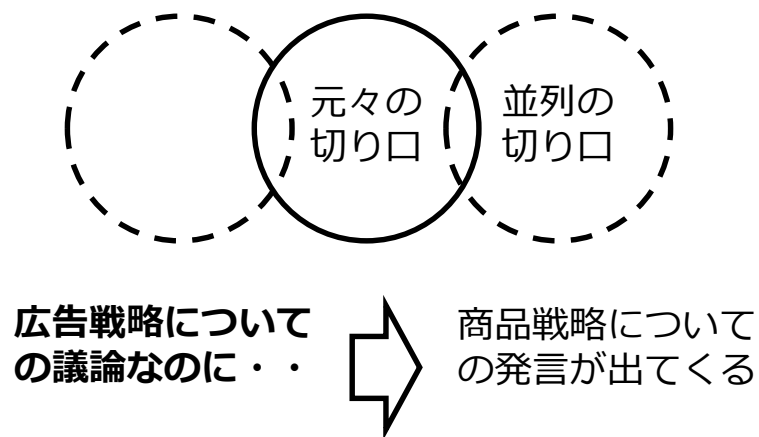 元々の
切り口
並列の
切り口
広告戦略について
の議論なのに・・
商品戦略について
の発言が出てくる